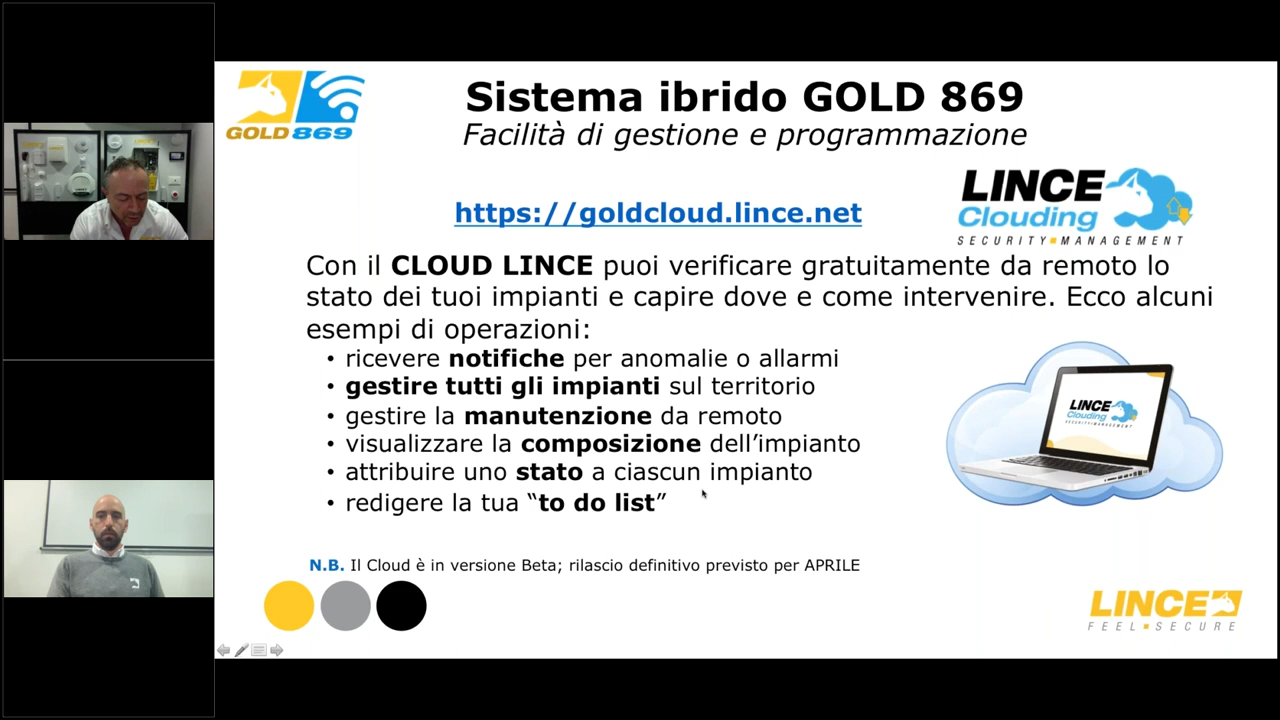 GOLD 869
Sistema ibrido GOLD 869
Facilità di gestione e programmazione
LINCE
Clouding
SECURITY MANAGEMENT
https://goldcloud.lince.net
Con il CLOUD LINCE puoi verificare gratuitamente da remoto lo
stato dei tuoi impianti e capire dove e come intervenire. Ecco alcuni
esempi di operazioni:
• ricevere notifiche per anomalie o allarmi
• gestire tutti gli impianti sul territorio
• gestire la manutenzione da remoto
• visualizzare la composizione dell’impianto
• attribuire uno stato a ciascun impianto
• redigere la tua “to do list”
LINCE
Clouding
SECURITY MANAGEMENT
N.B. Il Cloud è in versione Beta; rilascio definitivo previsto per APRILE
LINCE
FEEL SECURE